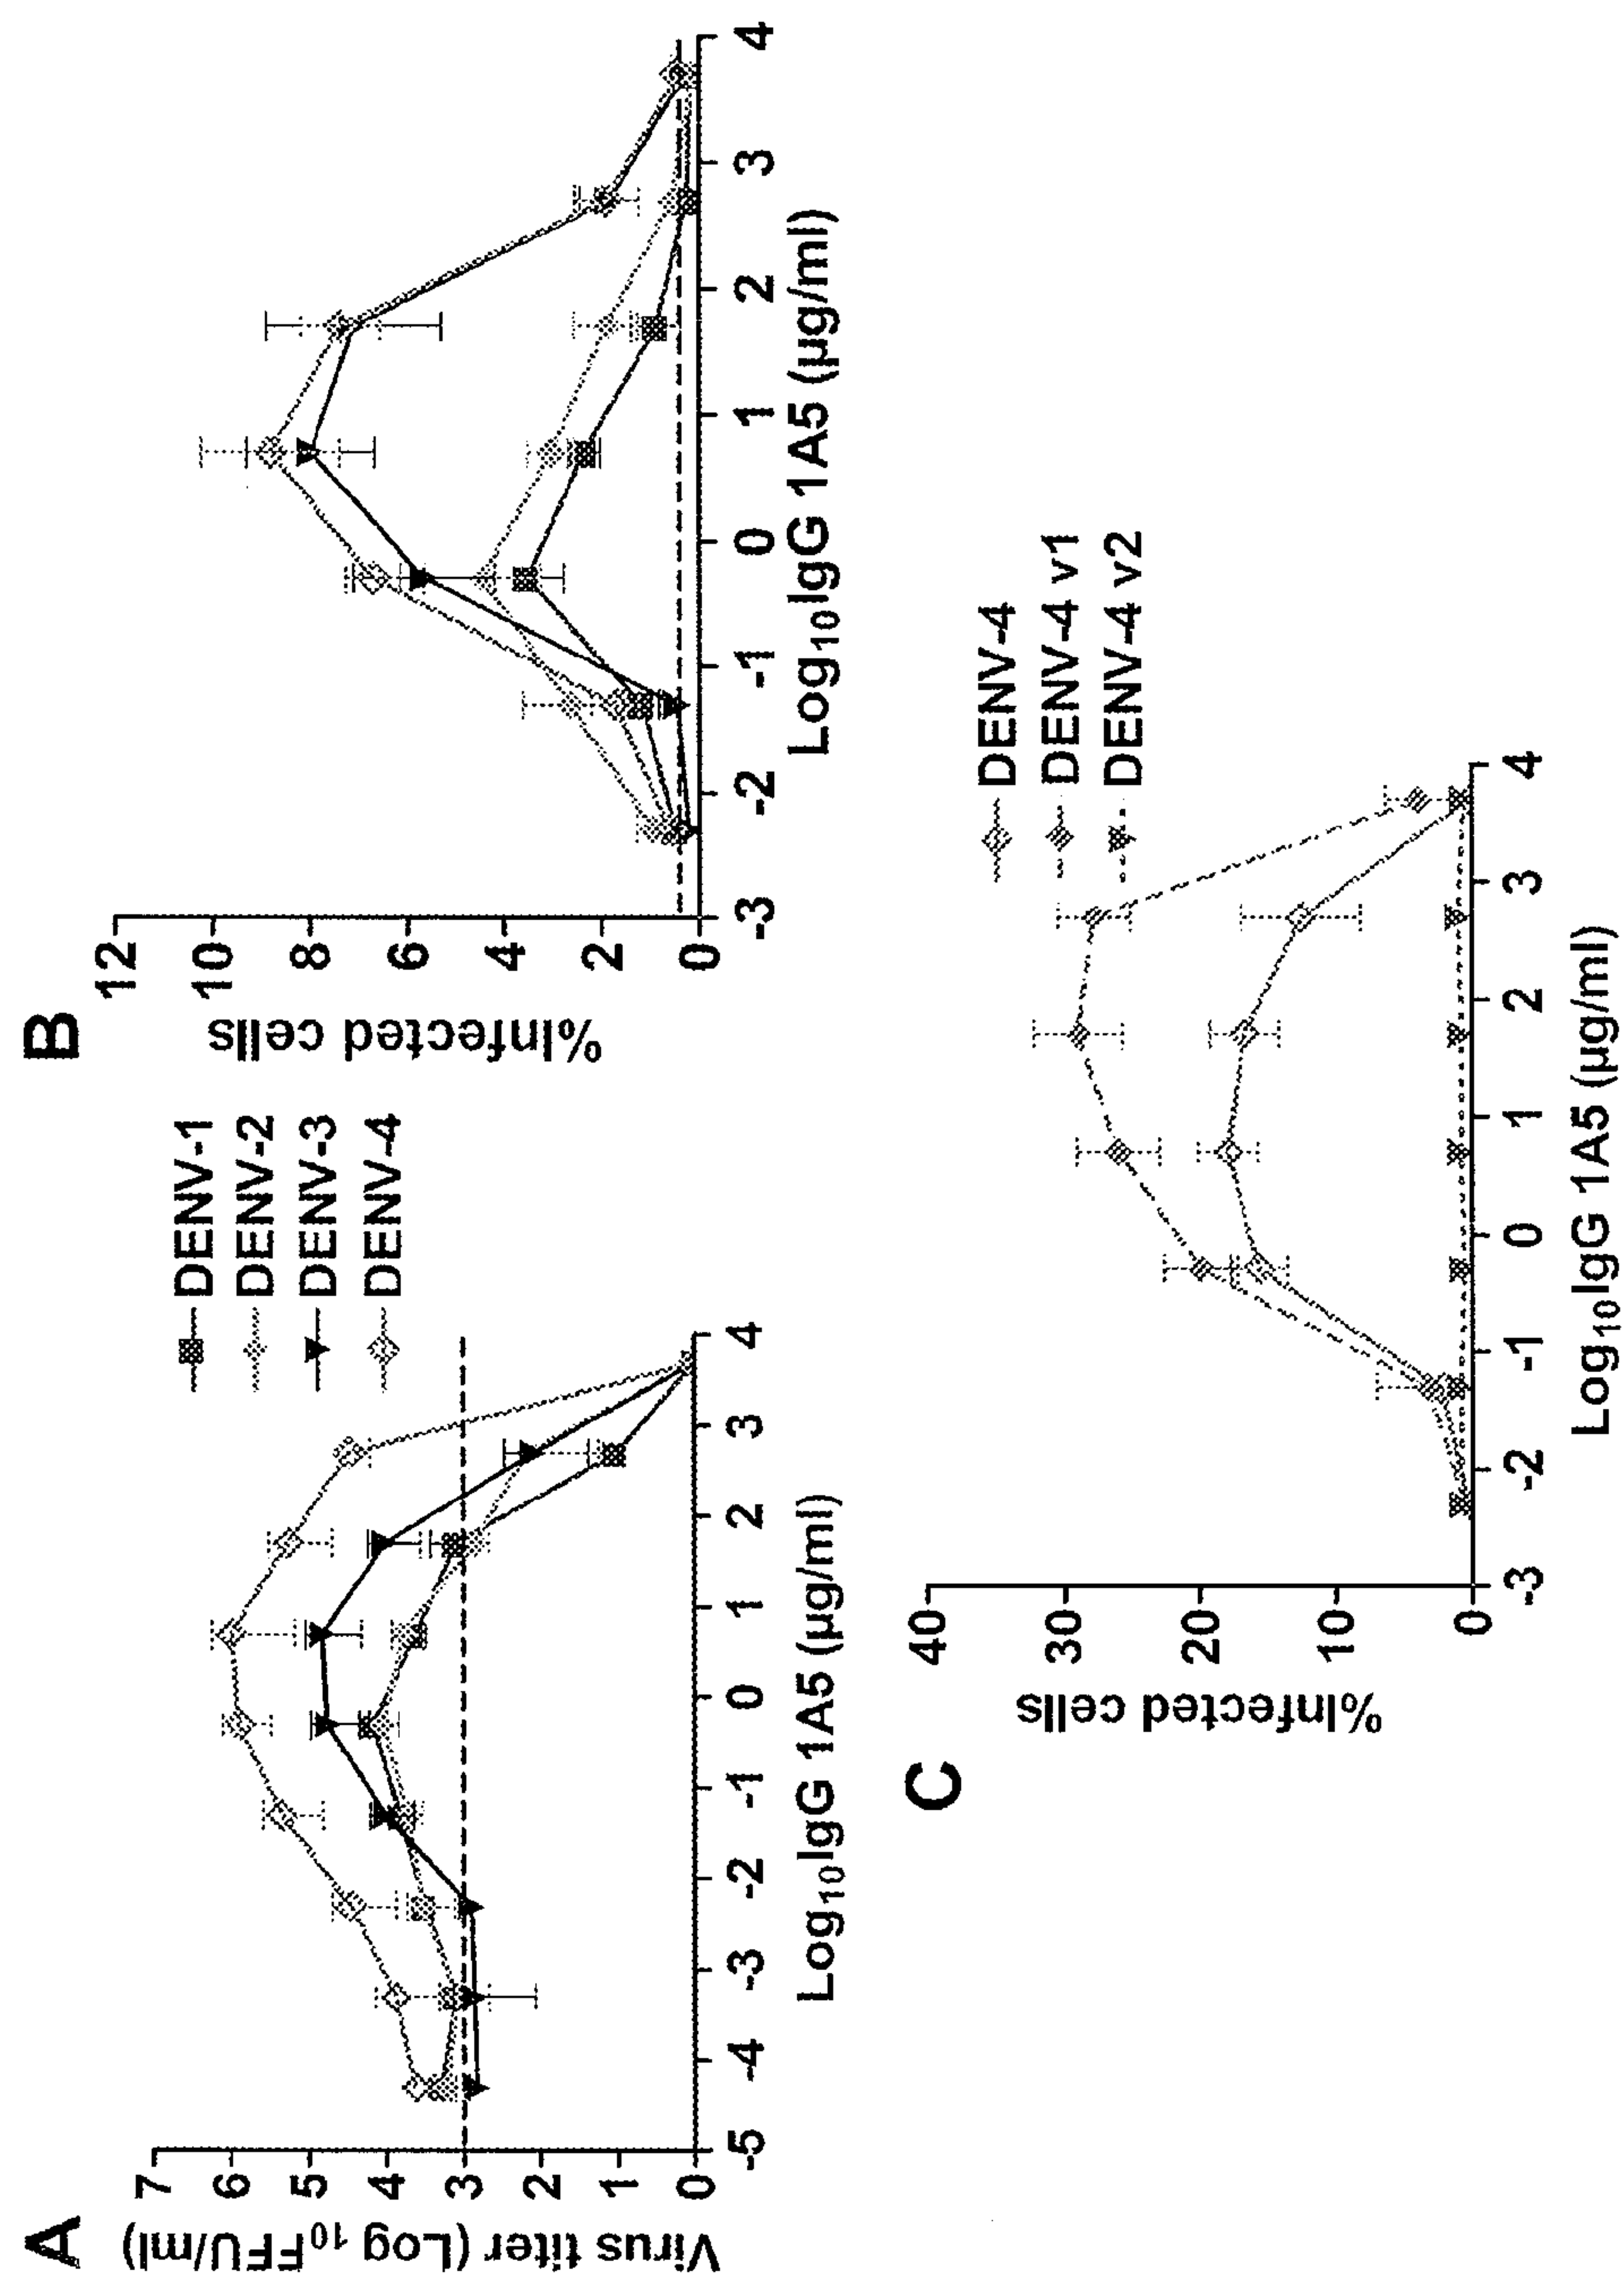 A
Virus titer (Log10FFU/ml)
7
6
5
4
3
2
1
0
-5 -4 -3 -2 -1 0 1 2 3 4
Log10IgG 1A5 (µg/ml)
DENV-1
DENV-2
DENV-3
DENV-4
B
%Infected cells
12
10
8
6
4
2
0
-3 -2 -1 0 1 2 3 4
Log10IgG 1A5 (µg/ml)
C
%Infected cells
40
30
20
10
0
-3 -2 -1 0 1 2 3 4
Log10IgG 1A5 (µg/ml)
DENV-4
DENV-4 v1
DENV-4 v2